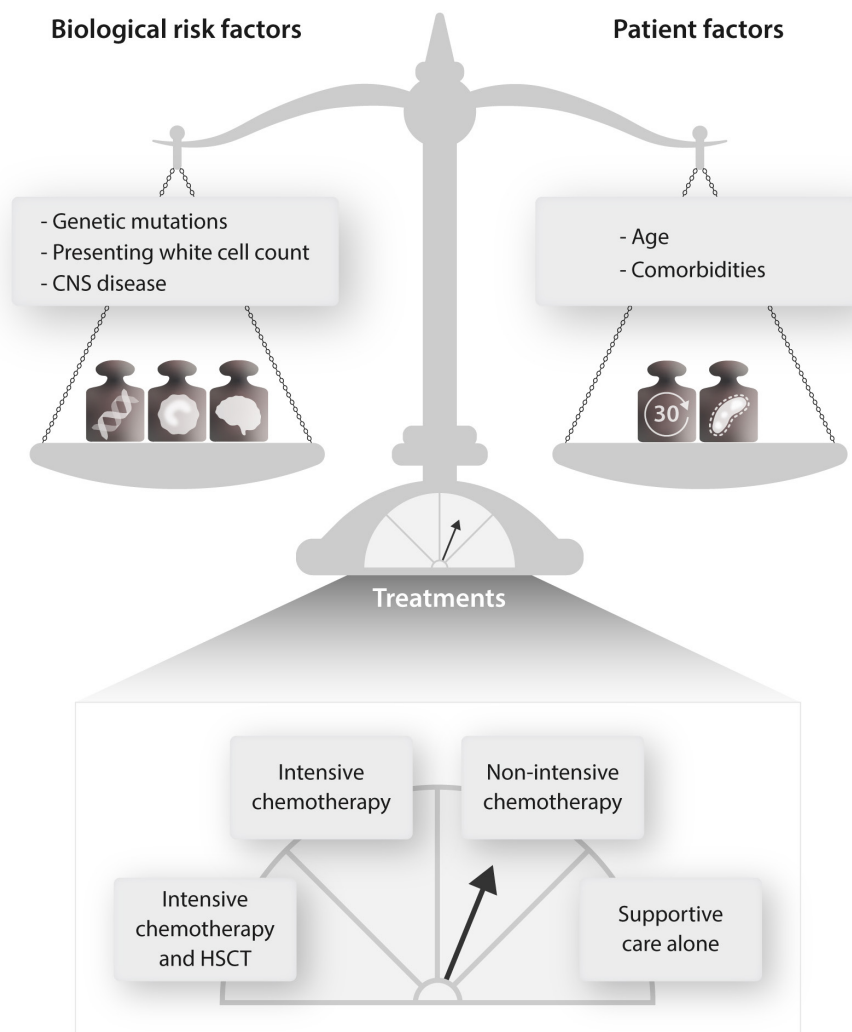 Biological risk factors
Patient factors
- Genetic mutations
- Presenting white cell count
- CNS disease
- Age
- Comorbidities
30
Treatments
Intensive
chemotherapy
Non-intensive
chemotherapy
Intensive
chemotherapy
and HSCT
Supportive
care alone